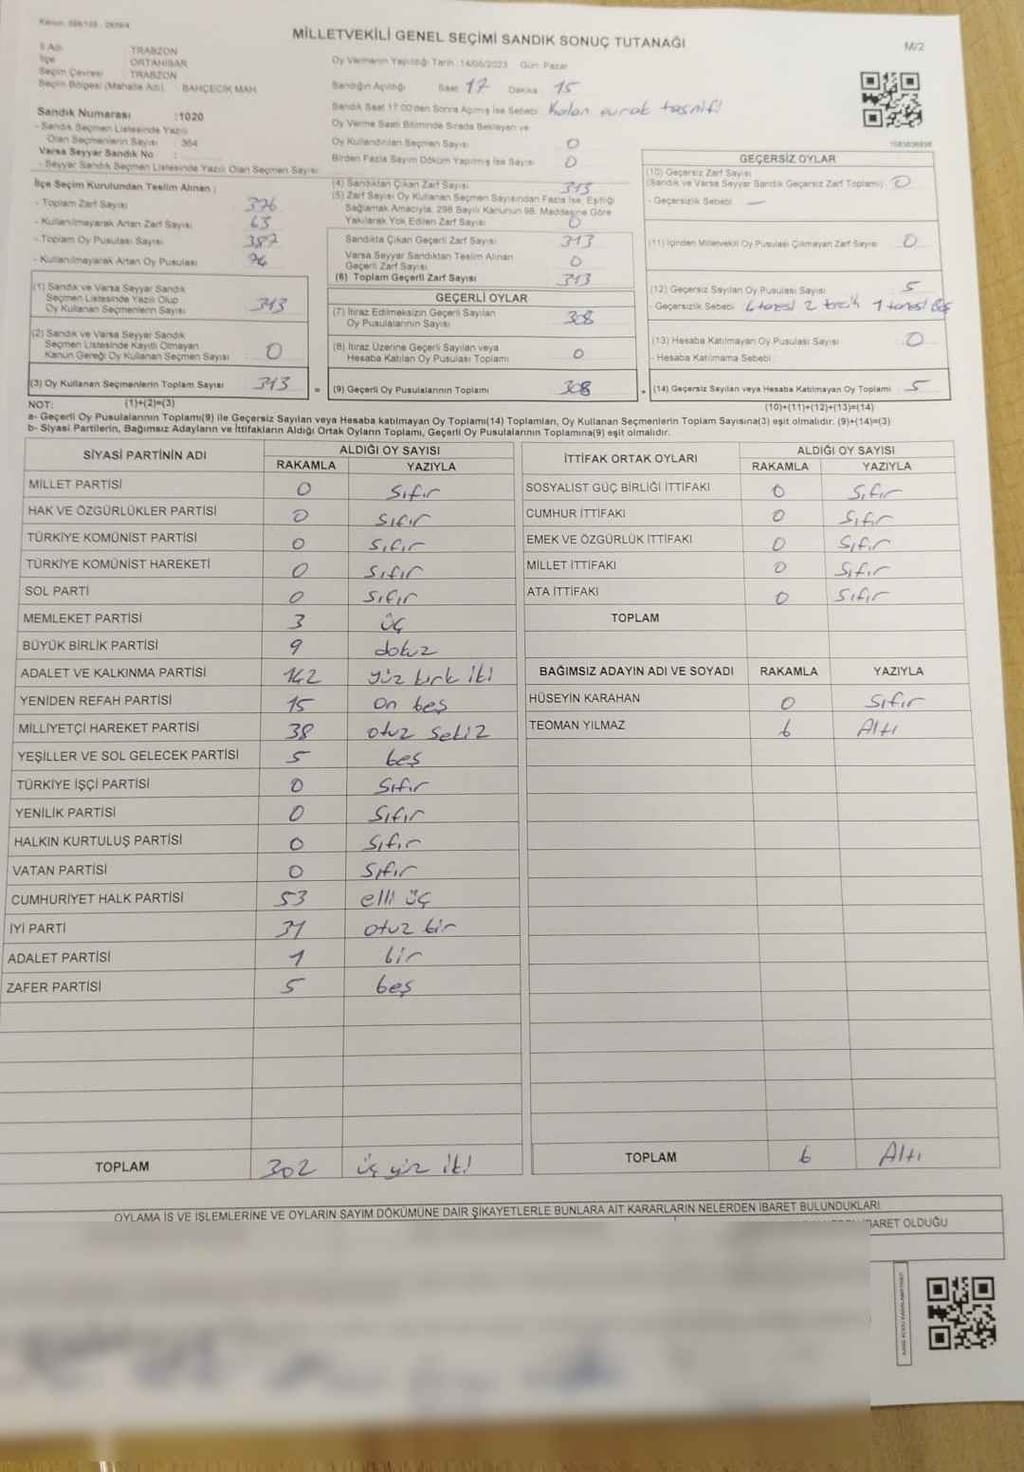 MİLLETVEKİLİ GENEL SEÇİMİ SANDIK SONUÇ TUTANAĞI
M/2
İl Adı TRABZON
İlçe ORTAHİSAR
Seçim Çevresi TRABZON
Seçim Bölgesi (Mahalle Adı) BAHÇECİK MAH.
Oy Vermenin Yapıldığı Tarih :14/05/2023 Gün Pazar
Sandığın Açıldığı Saat 17 Dakika 15
Sandık Saat 17:00'den Sonra Açılmış İse Sebebi Kalan evrak tasnifi
Oy Verme Saati Bitiminde Sırada Bekleyen ve
Oy Kullandırılan Seçmen Sayısı 0
Birden Fazla Sayım Döküm Yapılmış İse Sayısı 0
Sandık Numarası :1020
- Sandık Seçmen Listesinde Yazılı
Olan Seçmenlerin Sayısı 364
Varsa Seyyar Sandık No :
- Seyyar Sandık Seçmen Listesinde Yazılı Olan Seçmen Sayısı
İlçe Seçim Kurulundan Teslim Alınan ;
- Toplam Zarf Sayısı 376
- Kullanılmayarak Artan Zarf Sayısı 63
- Toplam Oy Pusulası Sayısı 387
- Kullanılmayarak Artan Oy Pusulası 74
(1) Sandık ve Varsa Seyyar Sandık
Seçmen Listesinde Yazılı Olup
Oy Kullanan Seçmenlerin Sayısı 313
(2) Sandık ve Varsa Seyyar Sandık
Seçmen Listesinde Kayıtlı Olmayan
Kanun Gereği Oy Kullanan Seçmen Sayısı 0
(3) Oy Kullanan Seçmenlerin Toplam Sayısı 313
(4) Sandıktan Çıkan Zarf Sayısı 313
(5) Zarf Sayısı Oy Kullanan Seçmen Sayısından Fazla İse, Eşitliği
Sağlamak Amacıyla, 298 Sayılı Kanunun 98. Maddesine Göre
Yakılarak Yok Edilen Zarf Sayısı 0
Sandıkta Çıkan Geçerli Zarf Sayısı 313
Varsa Seyyar Sandıktan Teslim Alınan
Geçerli Zarf Sayısı 0
(6) Toplam Geçerli Zarf Sayısı 313
GEÇERLİ OYLAR
(7) İtiraz Edilmeksizin Geçerli Sayılan
Oy Pusulalarının Sayısı 308
(8) İtiraz Üzerine Geçerli Sayılan veya
Hesaba Katılan Oy Pusulası Toplamı 0
= (9) Geçerli Oy Pusulalarının Toplamı 308
GEÇERSİZ OYLAR
(10) Geçersiz Zarf Sayısı
(Sandık ve Varsa Seyyar Sandık Geçersiz Zarf Toplamı) 0
- Geçersizlik Sebebi —
(11) İçinden Milletvekili Oy Pusulası Çıkmayan Zarf Sayısı 0
(12) Geçersiz Sayılan Oy Pusulası Sayısı 5
- Geçersizlik Sebebi 4 tanesi 2 tercih 1 tanesi Boş
(13) Hesaba Katılmayan Oy Pusulası Sayısı 0
- Hesaba Katılmama Sebebi
(14) Geçersiz Sayılan veya Hesaba Katılmayan Oy Toplamı 5
NOT: (1)+(2)=(3)
(10)+(11)+(12)+(13)=(14)
a- Geçerli Oy Pusulalarının Toplamı(9) ile Geçersiz Sayılan veya Hesaba katılmayan Oy Toplamı(14) Toplamları, Oy Kullanan Seçmenlerin Toplam Sayısına(3) eşit olmalıdır. (9)+(14)=(3)
b- Siyasi Partilerin, Bağımsız Adayların ve İttifakların Aldığı Ortak Oyların Toplamı, Geçerli Oy Pusulalarının Toplamına(9) eşit olmalıdır.
SİYASİ PARTİNİN ADI ALDIĞI OY SAYISI
RAKAMLA YAZIYLA
MİLLET PARTİSİ 0 Sıfır
HAK VE ÖZGÜRLÜKLER PARTİSİ 0 Sıfır
TÜRKİYE KOMÜNİST PARTİSİ 0 Sıfır
TÜRKİYE KOMÜNİST HAREKETİ 0 Sıfır
SOL PARTİ 0 Sıfır
MEMLEKET PARTİSİ 3 üç
BÜYÜK BİRLİK PARTİSİ 9 dokuz
ADALET VE KALKINMA PARTİSİ 142 yüz kırk iki
YENİDEN REFAH PARTİSİ 15 on beş
MİLLİYETÇİ HAREKET PARTİSİ 38 otuz sekiz
YEŞİLLER VE SOL GELECEK PARTİSİ 5 beş
TÜRKİYE İŞÇİ PARTİSİ 0 Sıfır
YENİLİK PARTİSİ 0 Sıfır
HALKIN KURTULUŞ PARTİSİ 0 Sıfır
VATAN PARTİSİ 0 Sıfır
CUMHURİYET HALK PARTİSİ 53 elli üç
İYİ PARTİ 31 otuz bir
ADALET PARTİSİ 1 bir
ZAFER PARTİSİ 5 beş
TOPLAM 302 üç yüz iki
İTTİFAK ORTAK OYLARI ALDIĞI OY SAYISI
RAKAMLA YAZIYLA
SOSYALİST GÜÇ BİRLİĞİ İTTİFAKI 0 Sıfır
CUMHUR İTTİFAKI 0 Sıfır
EMEK VE ÖZGÜRLÜK İTTİFAKI 0 Sıfır
MİLLET İTTİFAKI 0 Sıfır
ATA İTTİFAKI 0 Sıfır
TOPLAM
BAĞIMSIZ ADAYIN ADI VE SOYADI RAKAMLA YAZIYLA
HÜSEYİN KARAHAN 0 Sıfır
TEOMAN YILMAZ 6 Altı
TOPLAM 6 Altı
OYLAMA İŞ VE İŞLEMLERİNE VE OYLARIN SAYIM DÖKÜMÜNE DAİR ŞİKAYETLERLE BUNLARA AİT KARARLARIN NELERDEN İBARET BULUNDUKLARI
İBARET OLDUĞU